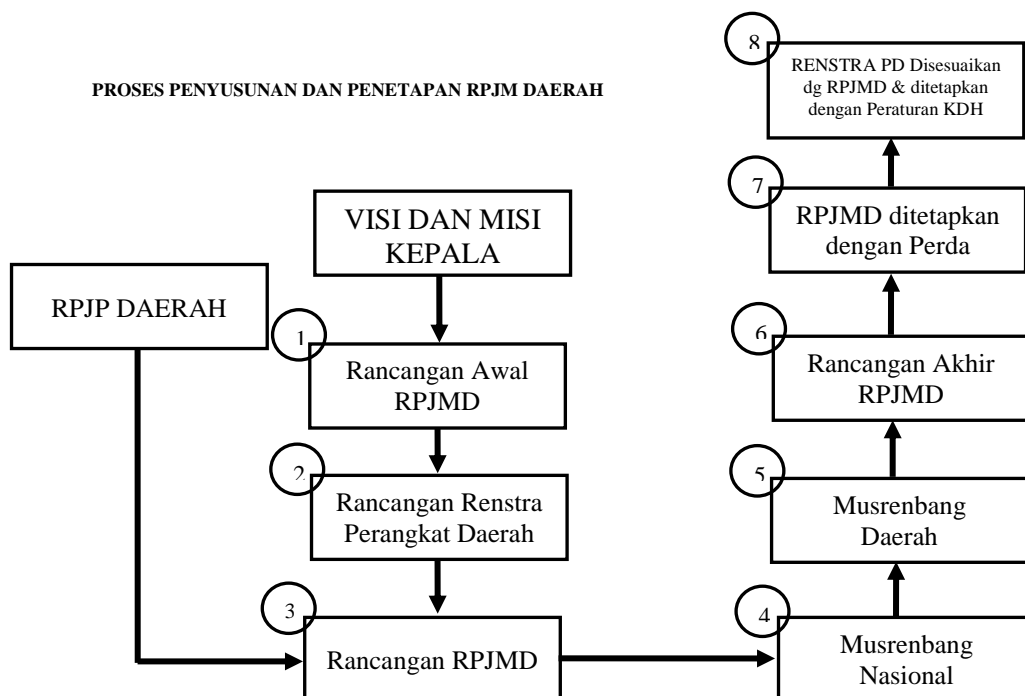 PROSES PENYUSUNAN DAN PENETAPAN RPJM DAERAH
RPJP DAERAH
VISI DAN MISI
KEPALA
1
Rancangan Awal
RPJMD
2
Rancangan Renstra
Perangkat Daerah
3
Rancangan RPJMD
4
Musrenbang
Nasional
5
Musrenbang
Daerah
6
Rancangan Akhir
RPJMD
7
RPJMD ditetapkan
dengan Perda
8
RENSTRA PD Disesuaikan
dg RPJMD & ditetapkan
dengan Peraturan KDH